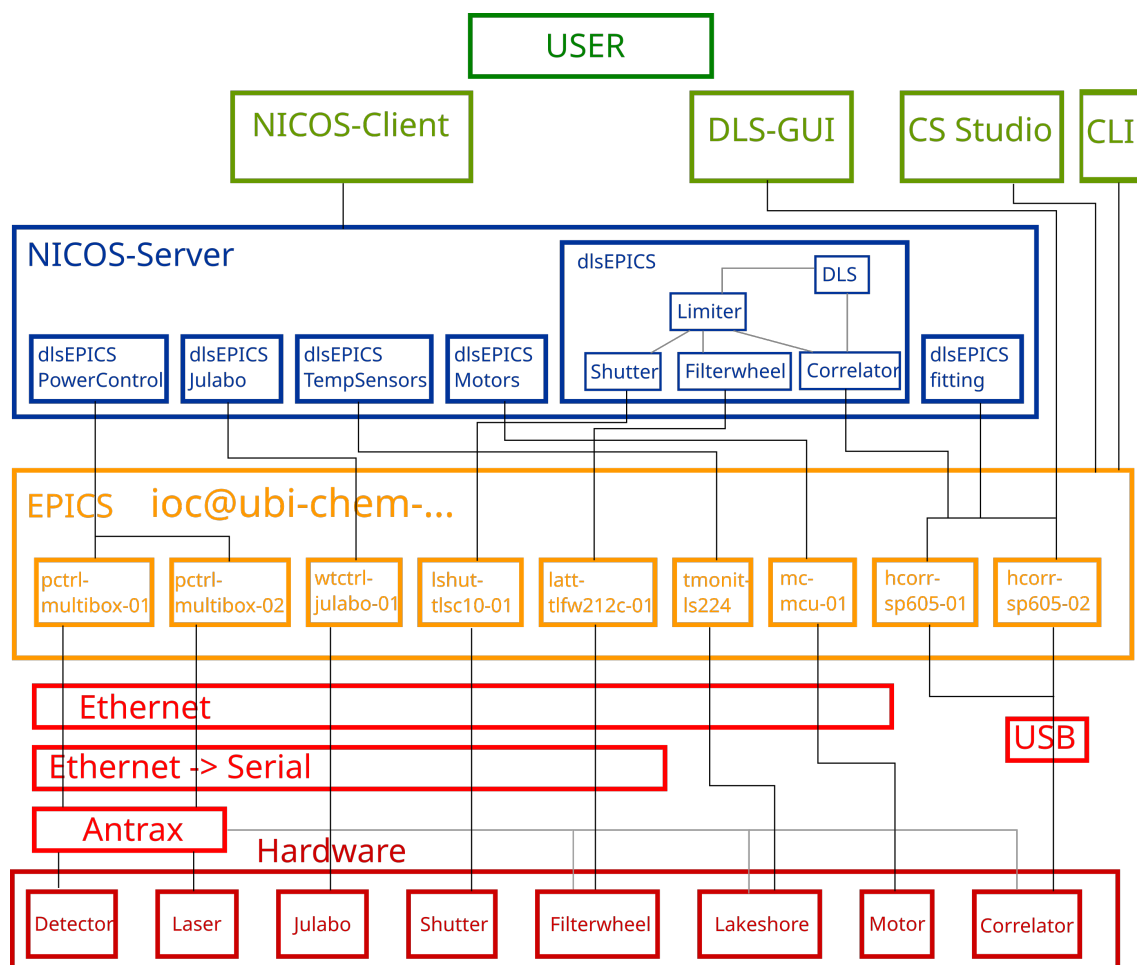 USER
NICOS-Client
DLS-GUI
CS Studio
CLI
NICOS-Server
dlsEPICS
DLS
Limiter
dlsEPICS
PowerControl
dlsEPICS
Julabo
dlsEPICS
TempSensors
dlsEPICS
Motors
Shutter
Filterwheel
Correlator
dlsEPICS
fitting
EPICS
ioc@ubi-chem-...
pctrl-
multibox-01
pctrl-
multibox-02
wtctrl-
julabo-01
lshut-
tlsc10-01
latt-
tlfw212c-01
tmonit-
ls224
mc-
mcu-01
hcorr-
sp605-01
hcorr-
sp605-02
Ethernet
USB
Ethernet -> Serial
Antrax
Hardware
Detector
Laser
Julabo
Shutter
Filterwheel
Lakeshore
Motor
Correlator